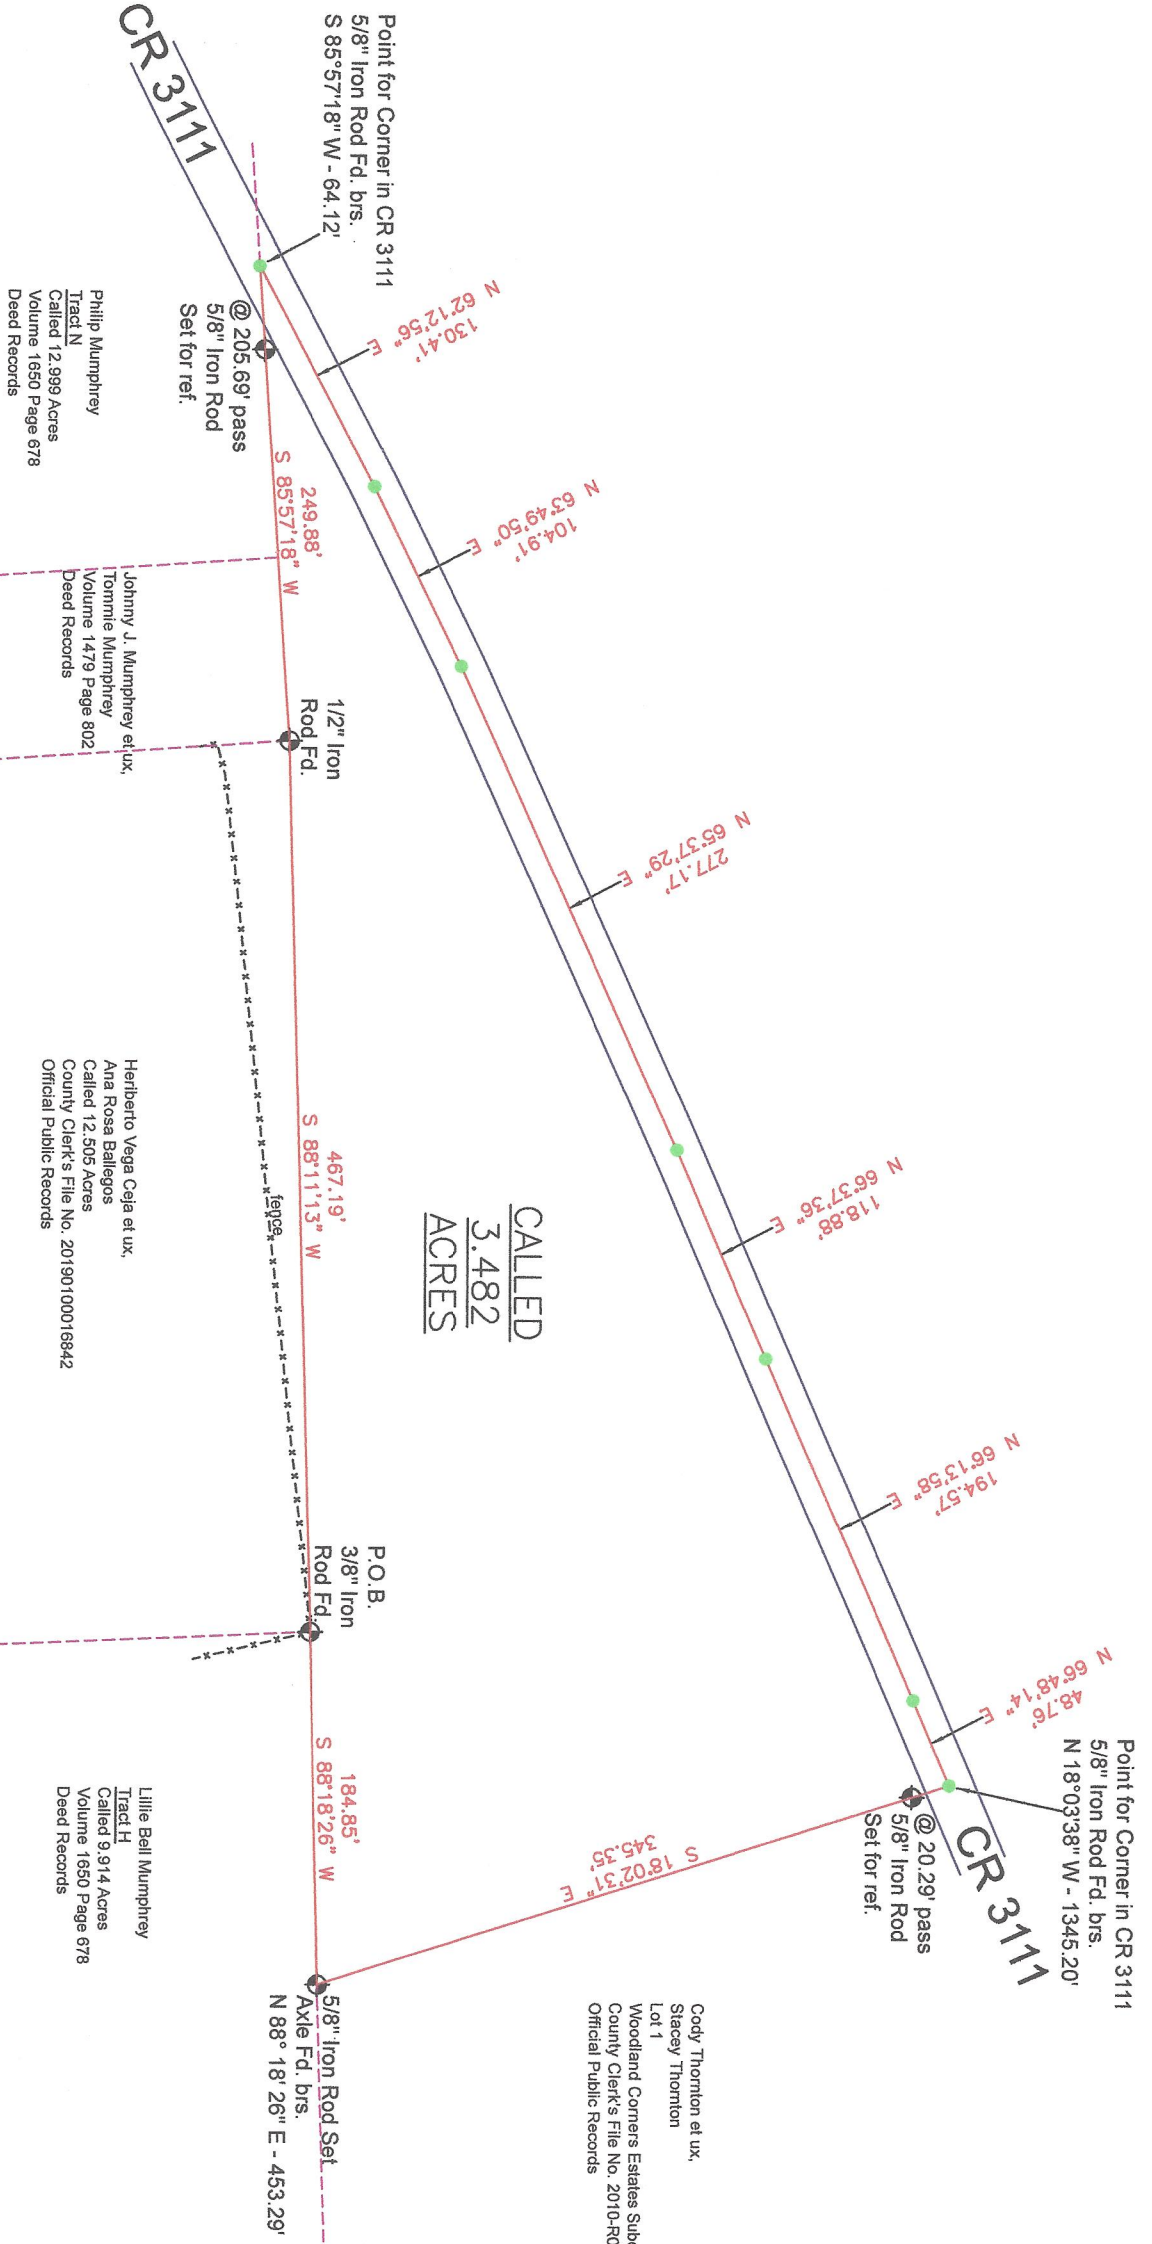 CR 3111
Point for Corner in CR 3111
5/8" Iron Rod Fd. brs.
S 85°57'18" W - 64.12'
N 62°12'56" E
130.41'
N 63°49'50" E
104.91'
N 65°37'29" E
277.17'
N 66°37'36" E
118.88'
N 66°13'58" E
194.57'
N 66°48'14" E
48.76'
Point for Corner in CR 3111
5/8" Iron Rod Fd. brs.
N 18°03'38" W - 1345.20'
CR 3111
@ 20.29' pass
5/8" Iron Rod
Set for ref.
S 18°02'31" E
345.35'
CALLED
3.482
ACRES
@ 205.69' pass
5/8" Iron Rod
Set for ref.
249.88'
S 85°57'18" W
1/2" Iron
Rod Fd.
467.19'
S 88°11'13" W
fence
P.O.B.
3/8" Iron
Rod Fd.
184.85'
S 88°18'26" W
5/8" Iron Rod Set
Axle Fd. brs.
N 88° 18' 26" E - 453.29'
Cody Thornton et ux,
Stacey Thornton
Lot 1
Woodland Corners Estates
County Clerk's File No.
Official Public Records
Philip Mumphrey
Tract N
Called 12.999 Acres
Volume 1650 Page 678
Deed Records
Johnny J. Mumphrey et ux,
Tommie Mumphrey
Volume 1479 Page 802
Deed Records
Heriberto Vega Ceja et ux,
Ana Rosa Ballegos
Called 12.505 Acres
County Clerk's File No. 20190100016842
Official Public Records
Lillie Bell Mumphrey
Tract H
Called 9.914 Acres
Volume 1650 Page 678
Deed Records